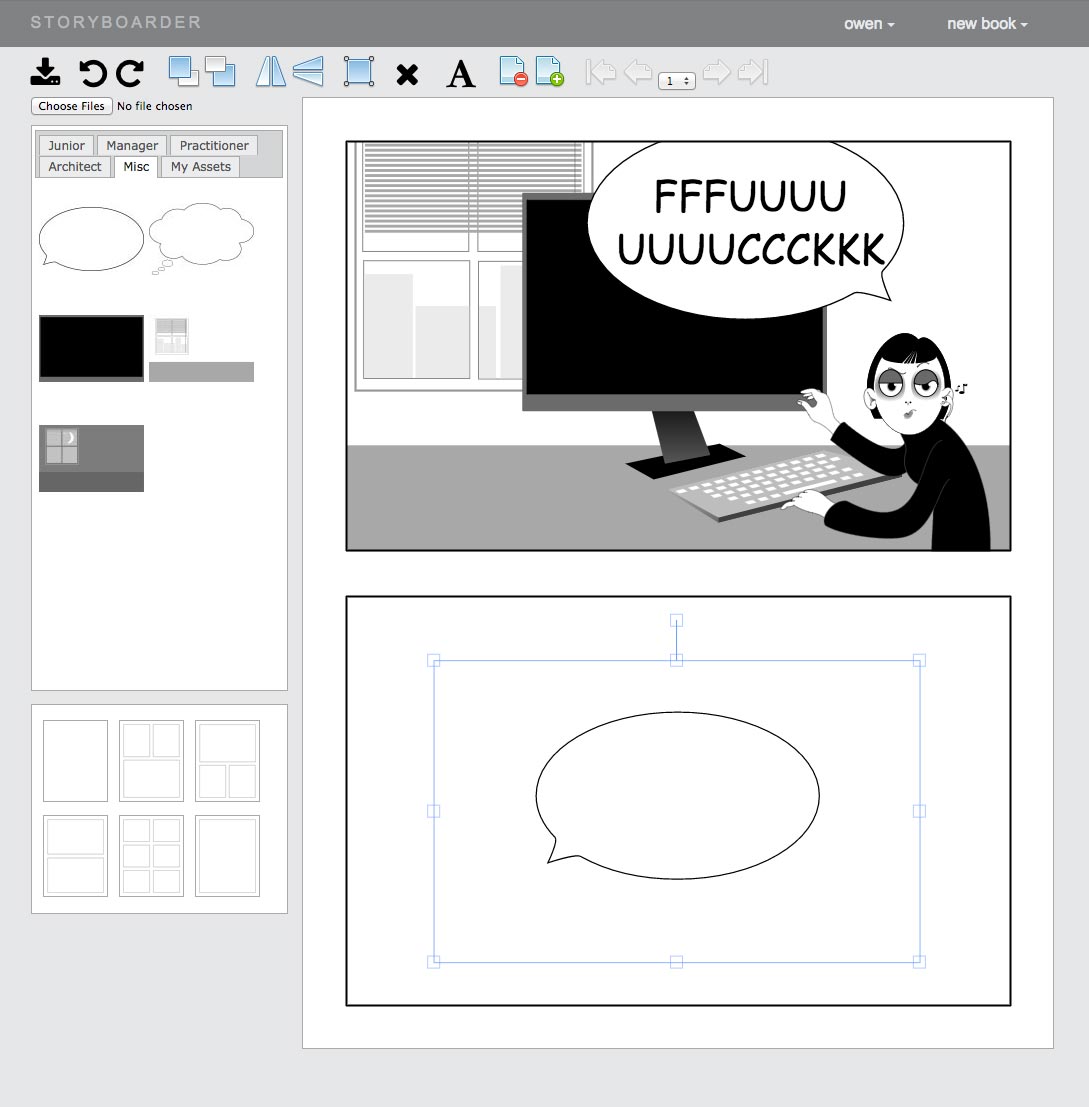 STORYBOARDER
owen
new book
A
1
Choose Files No file chosen
Junior Manager Practitioner
Architect Misc My Assets
FFFUUUU
UUUUCCCKKK